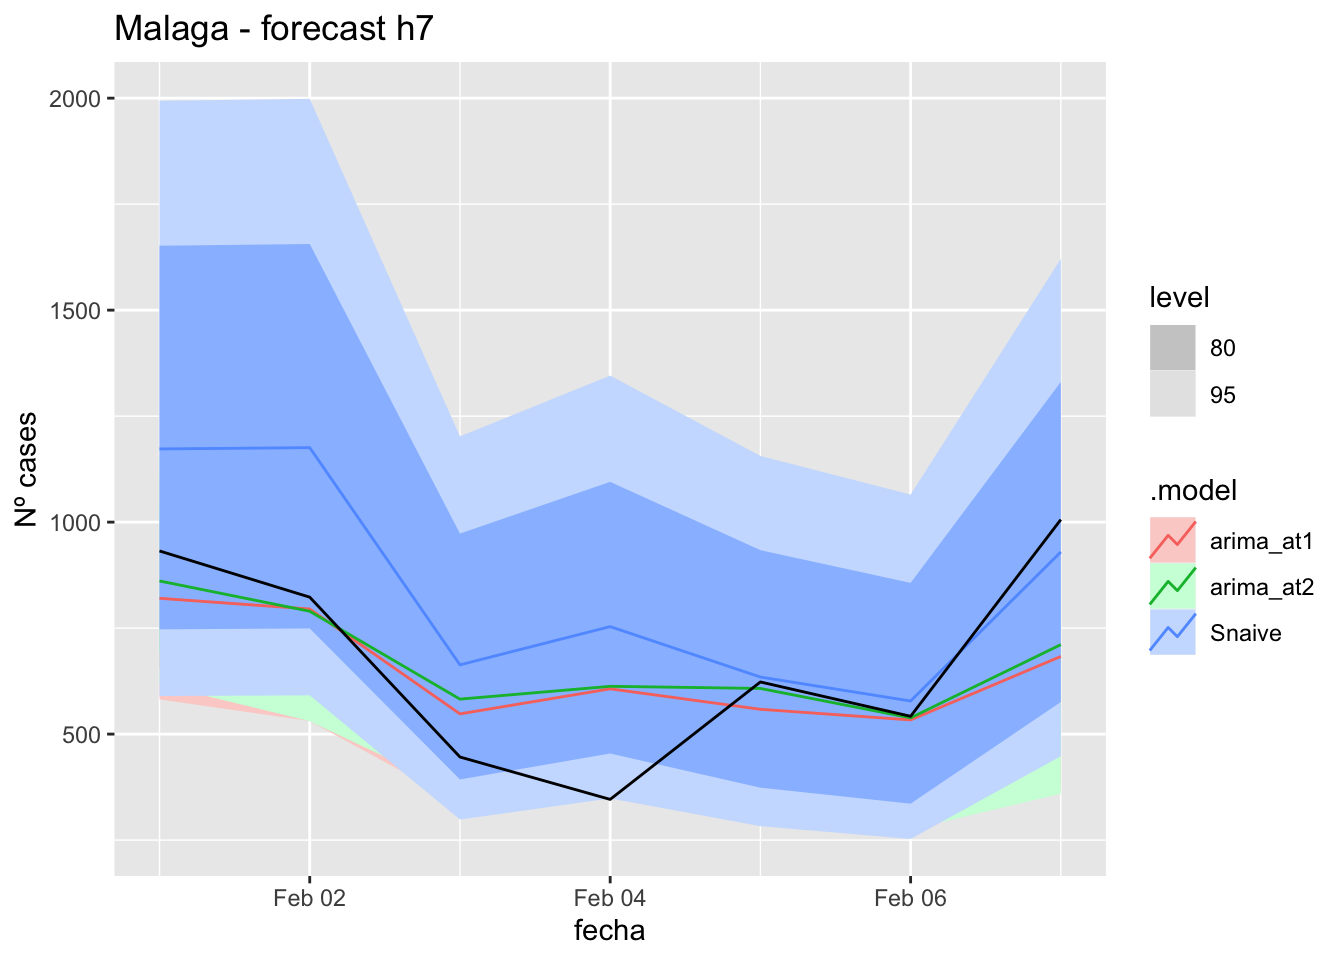 Malaga - forecast h7
2000
1500
1000
500
Nº cases
Feb 02
Feb 04
Feb 06
fecha
level
80
95
.model
arima_at1
arima_at2
Snaive